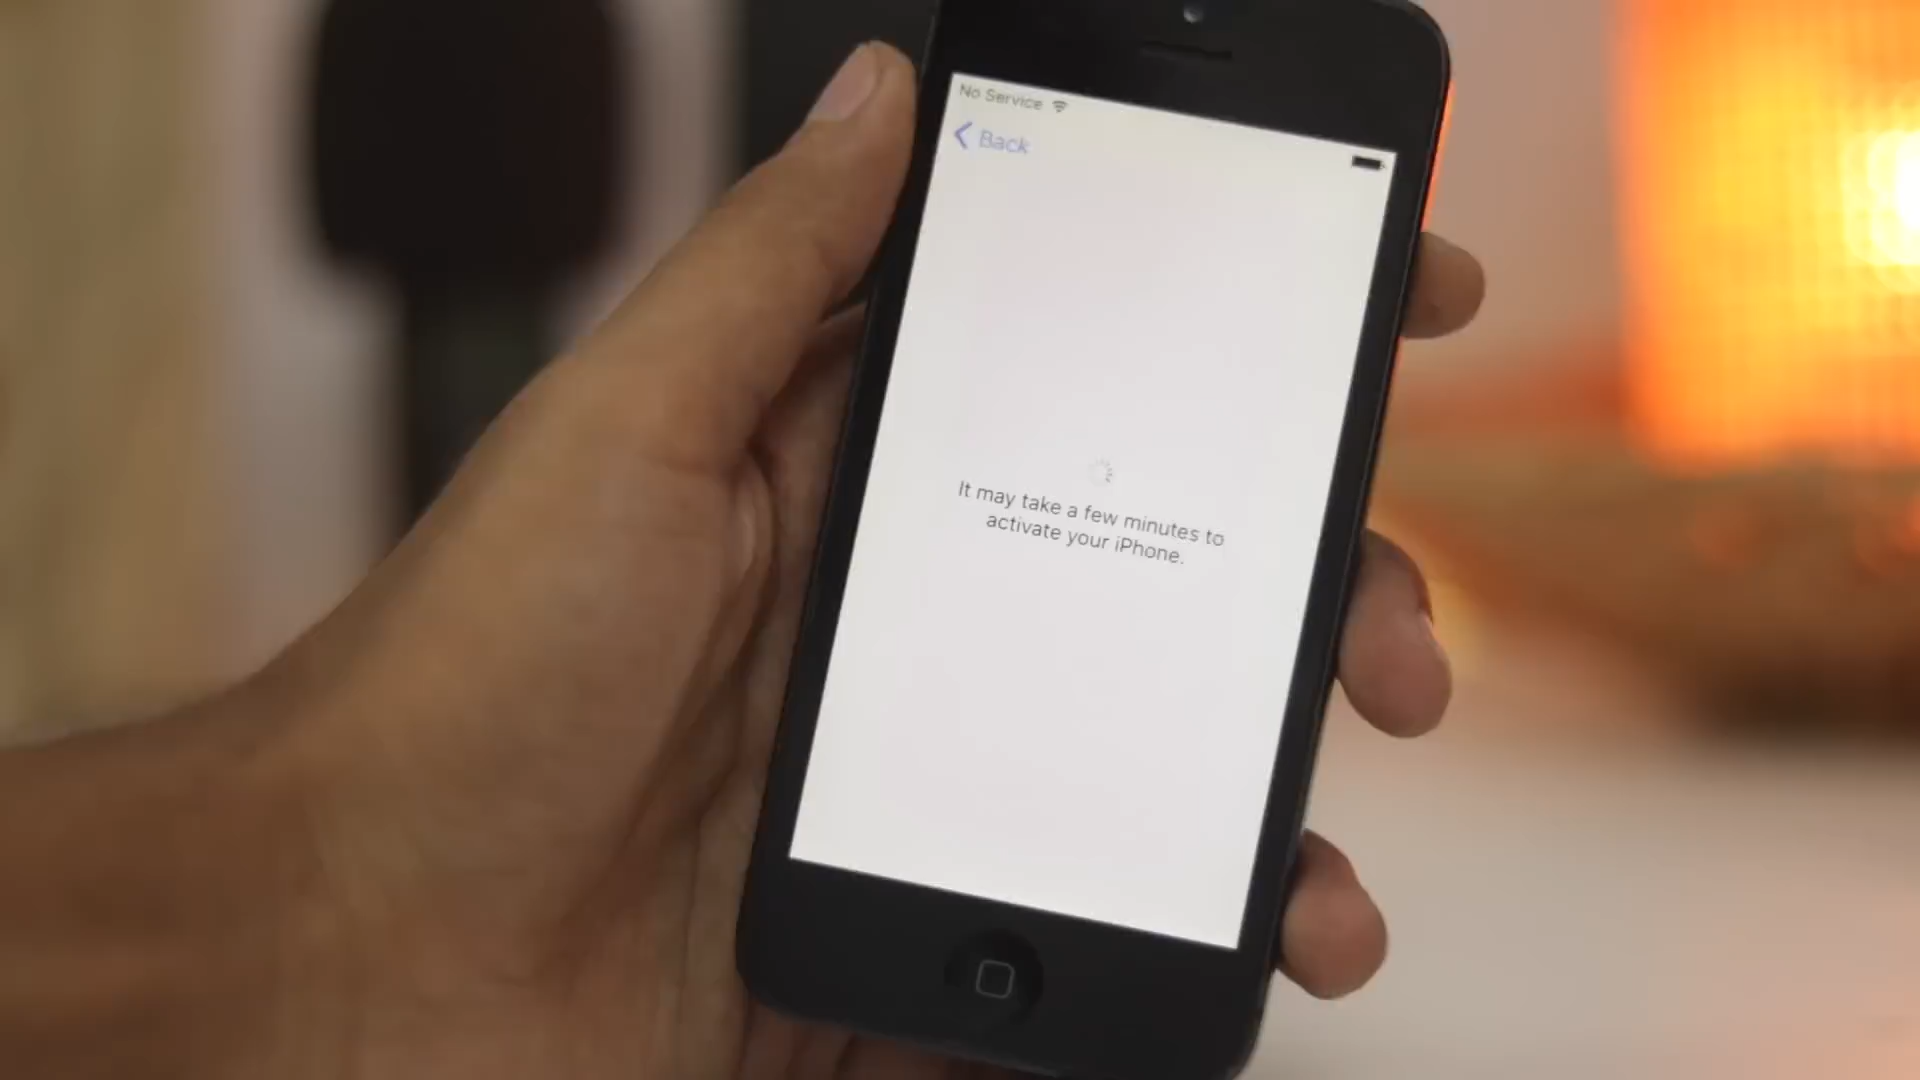 No Service
Back
It may take a few minutes to
activate your iPhone.